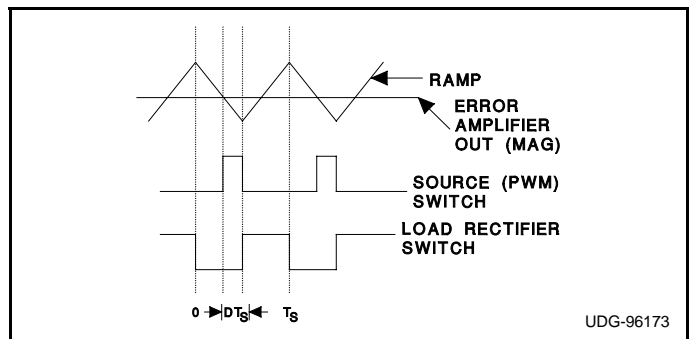 RAMP
ERROR
AMPLIFIER
OUT (MAG)
SOURCE (PWM)
SWITCH
LOAD RECTIFIER
SWITCH
0 DTS TS
UDG-96173